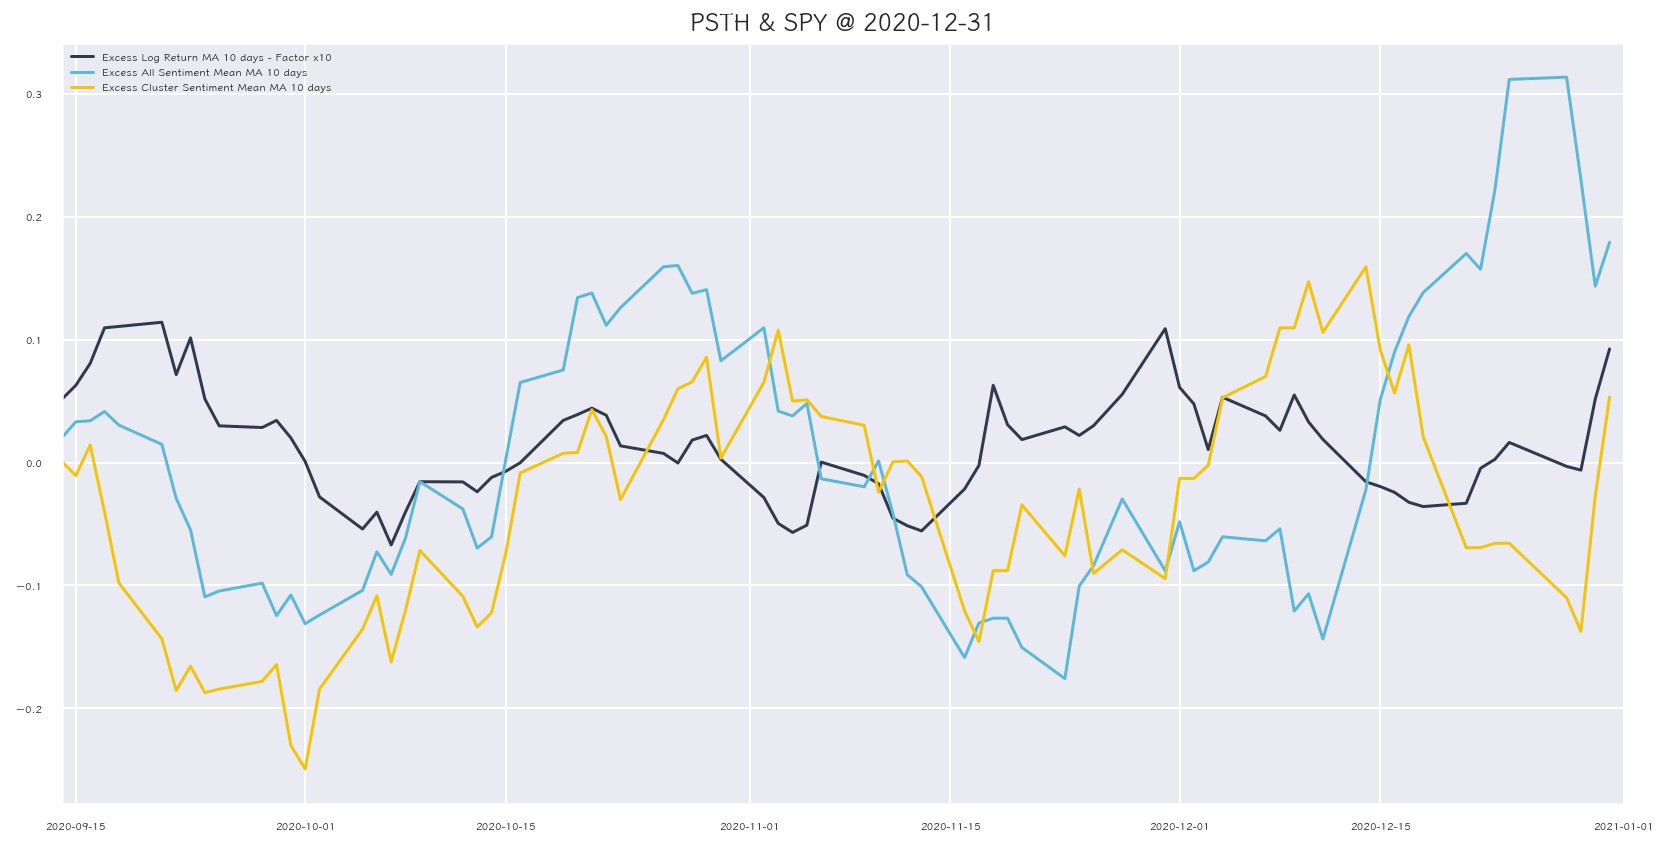 PSTH & SPY @ 2020-12-31
Excess Log Return MA 10 days - Factor x10
Excess All Sentiment Mean MA 10 days
Excess Cluster Sentiment Mean MA 10 days
0.3
0.2
0.1
0.0
−0.1
−0.2
2020-09-15 2020-10-01 2020-10-15 2020-11-01 2020-11-15 2020-12-01 2020-12-15 2021-01-01